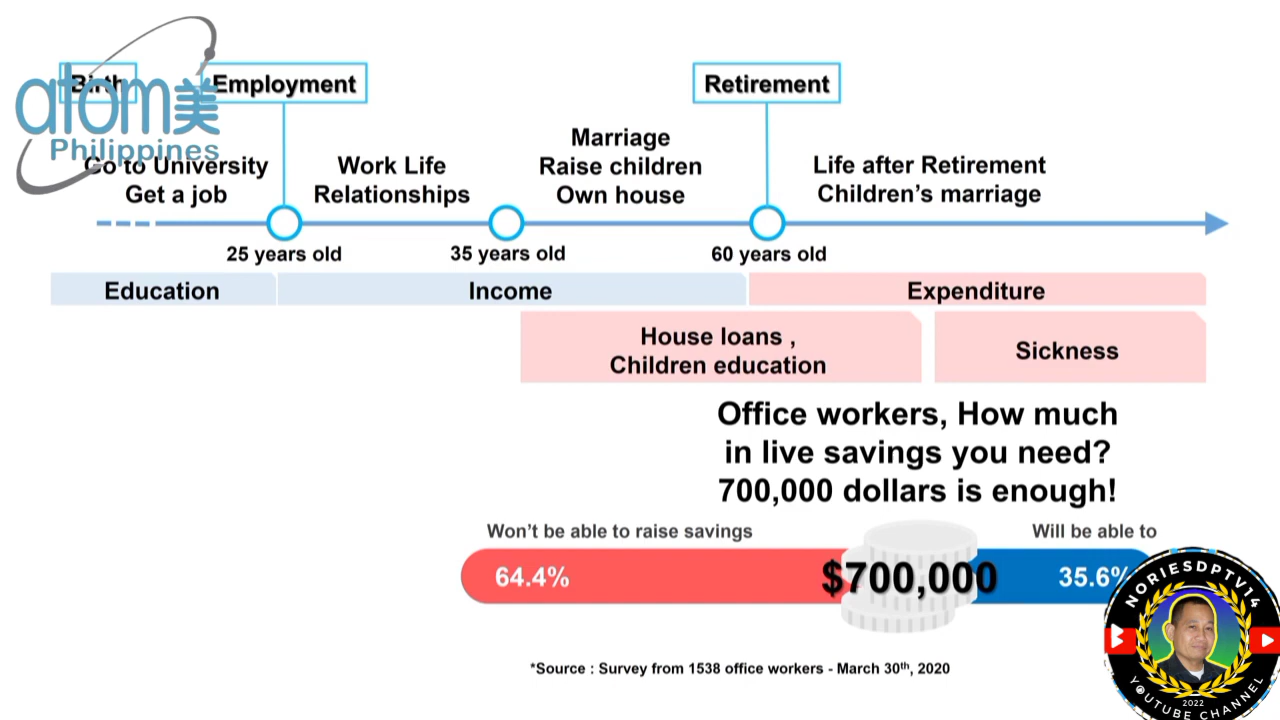 Birth
Employment
Retirement
atom美
Philippines
Go to University
Get a job
Work Life
Relationships
Marriage
Raise children
Own house
Life after Retirement
Children’s marriage
25 years old
35 years old
60 years old
Education
Income
Expenditure
House loans ,
Children education
Sickness
Office workers, How much
in live savings you need?
700,000 dollars is enough!
Won’t be able to raise savings
Will be able to
64.4%
$700,000
35.6%
*Source : Survey from 1538 office workers - March 30th, 2020
NORIESDPTV14
2022
YOUTUBE CHANNEL